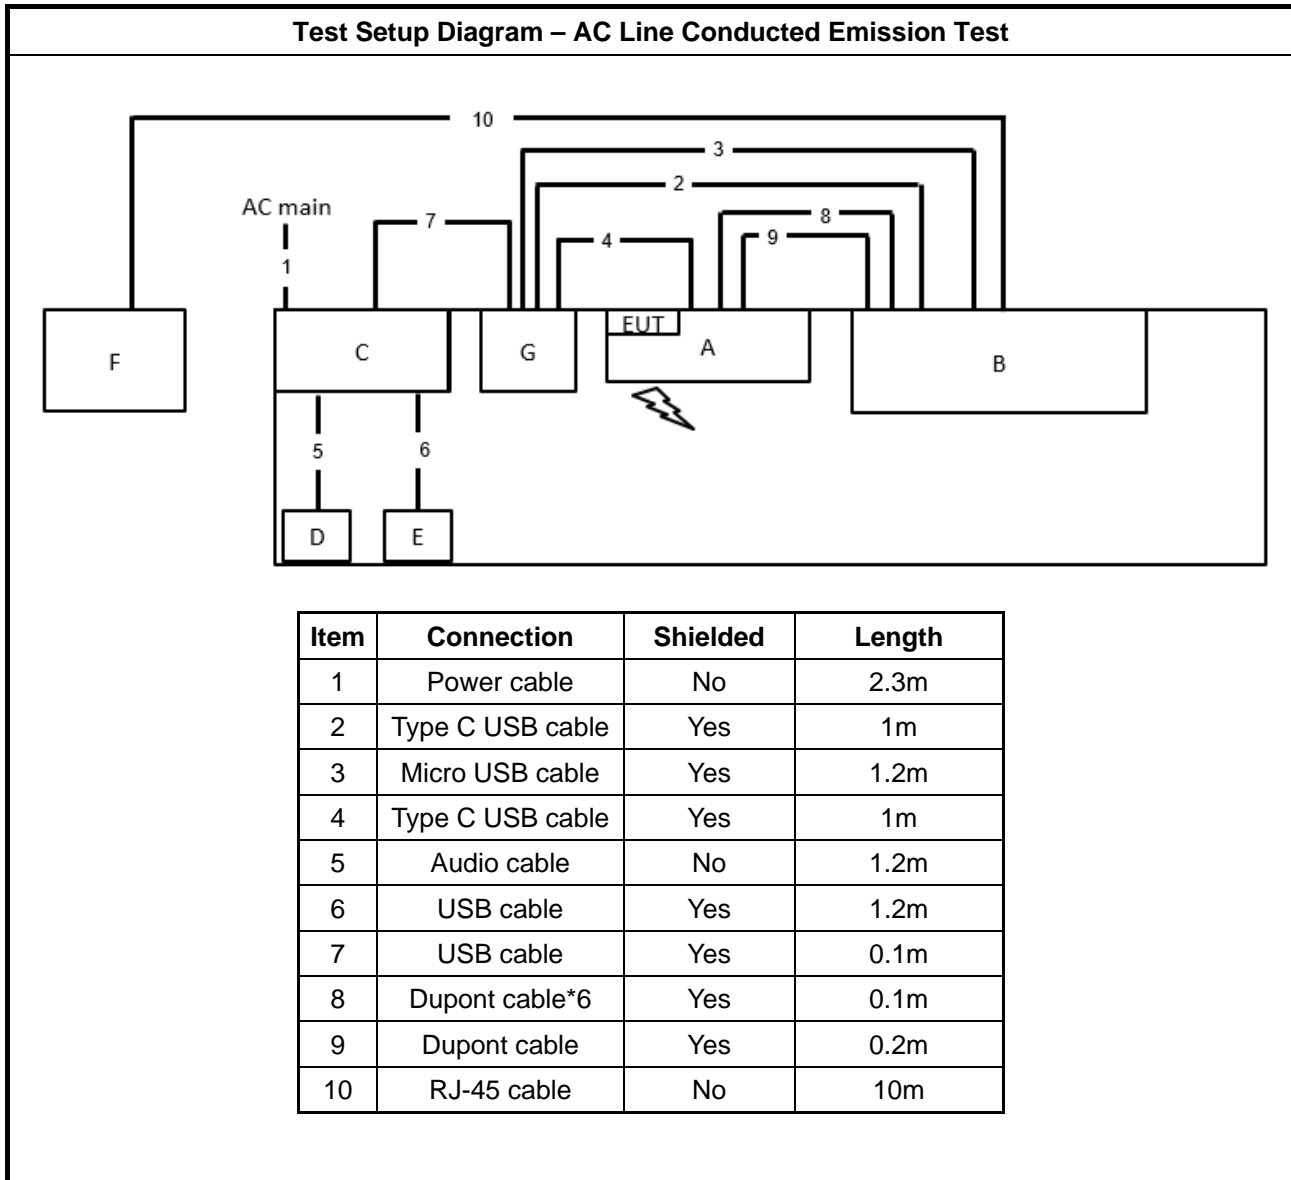 Test Setup Diagram – AC Line Conducted Emission Test
10
3
2
AC main
7
8
4
9
1
EUT
F
C
G
A
B
5
6
D
E
Item Connection Shielded Length
1 Power cable No 2.3m
2 Type C USB cable Yes 1m
3 Micro USB cable Yes 1.2m
4 Type C USB cable Yes 1m
5 Audio cable No 1.2m
6 USB cable Yes 1.2m
7 USB cable Yes 0.1m
8 Dupont cable*6 Yes 0.1m
9 Dupont cable Yes 0.2m
10 RJ-45 cable No 10m